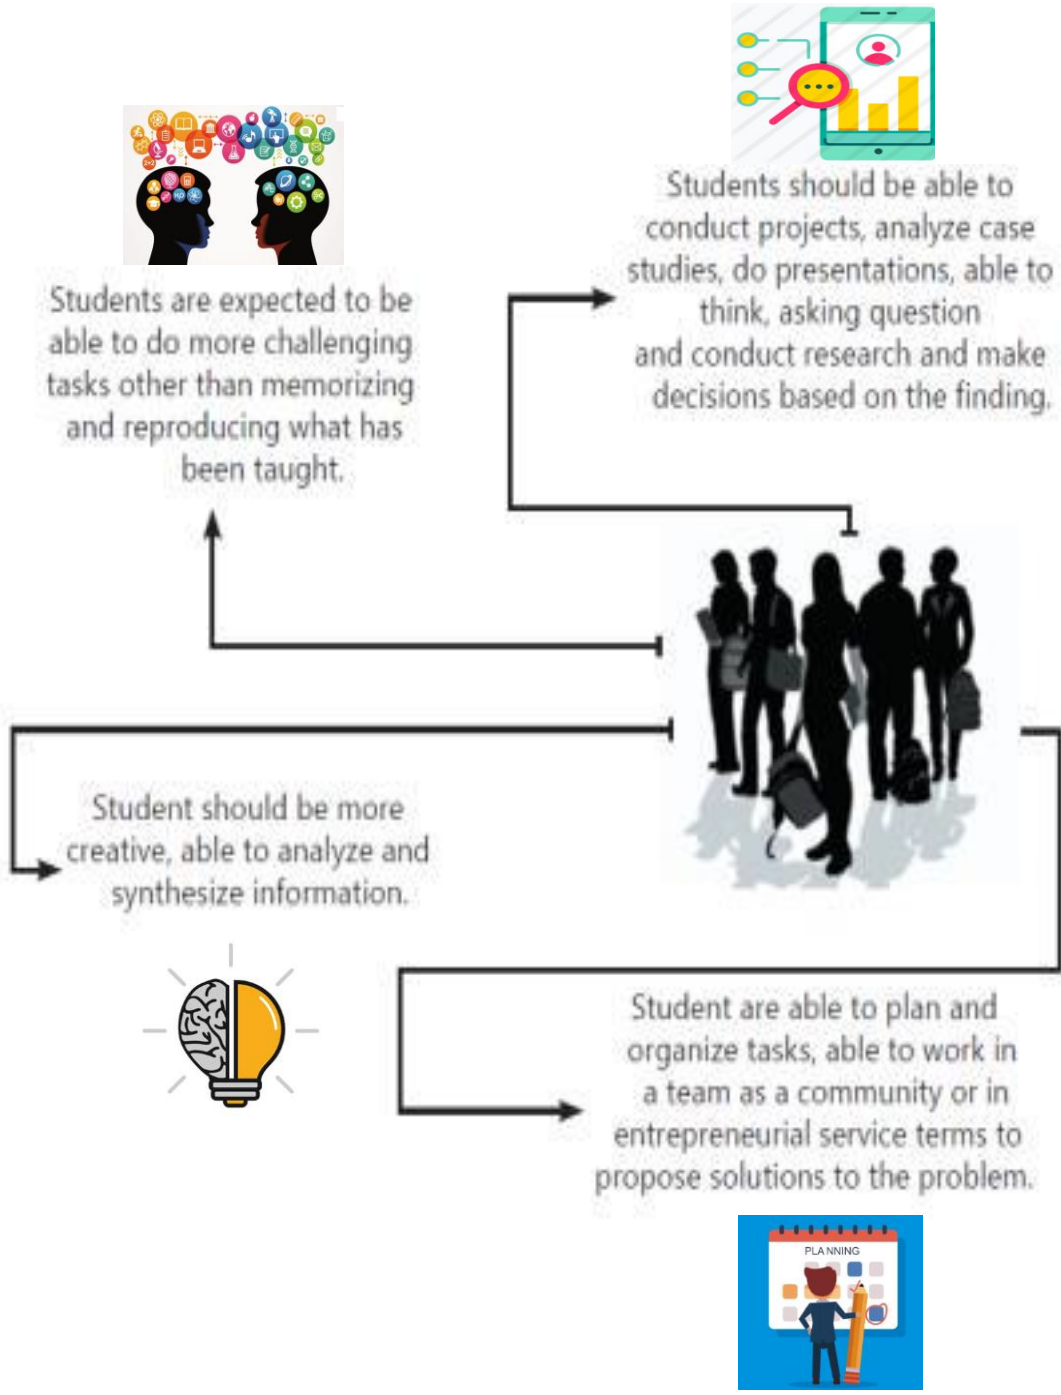 Students should be able to
conduct projects, analyze case
studies, do presentations, able to
think, asking question
and conduct research and make
decisions based on the finding.
Students are expected to be
able to do more challenging
tasks other than memorizing
and reproducing what has
been taught.
Student should be more
creative, able to analyze and
synthesize information.
Student are able to plan and
organize tasks, able to work in
a team as a community or in
entrepreneurial service terms to
propose solutions to the problem.
PLANNING